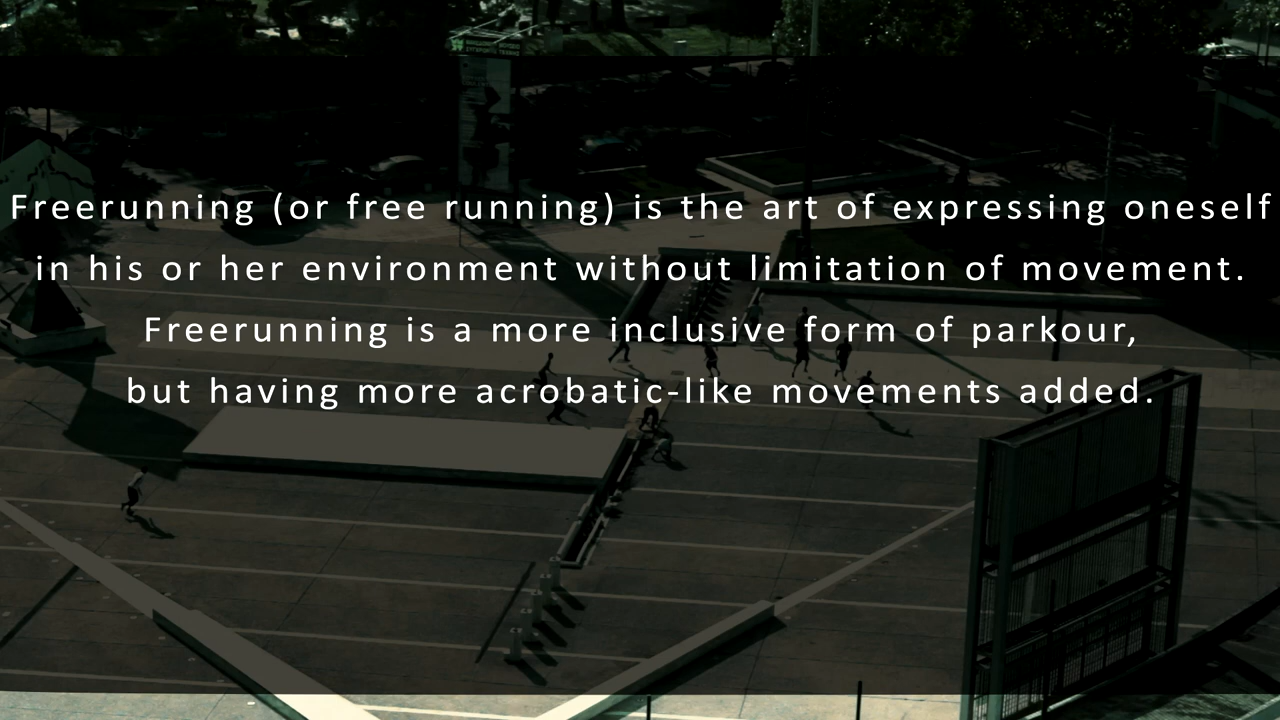 Freerunning (or free running) is the art of expressing oneself
in his or her environment without limitation of movement.
Freerunning is a more inclusive form of parkour,
but having more acrobatic-like movements added.